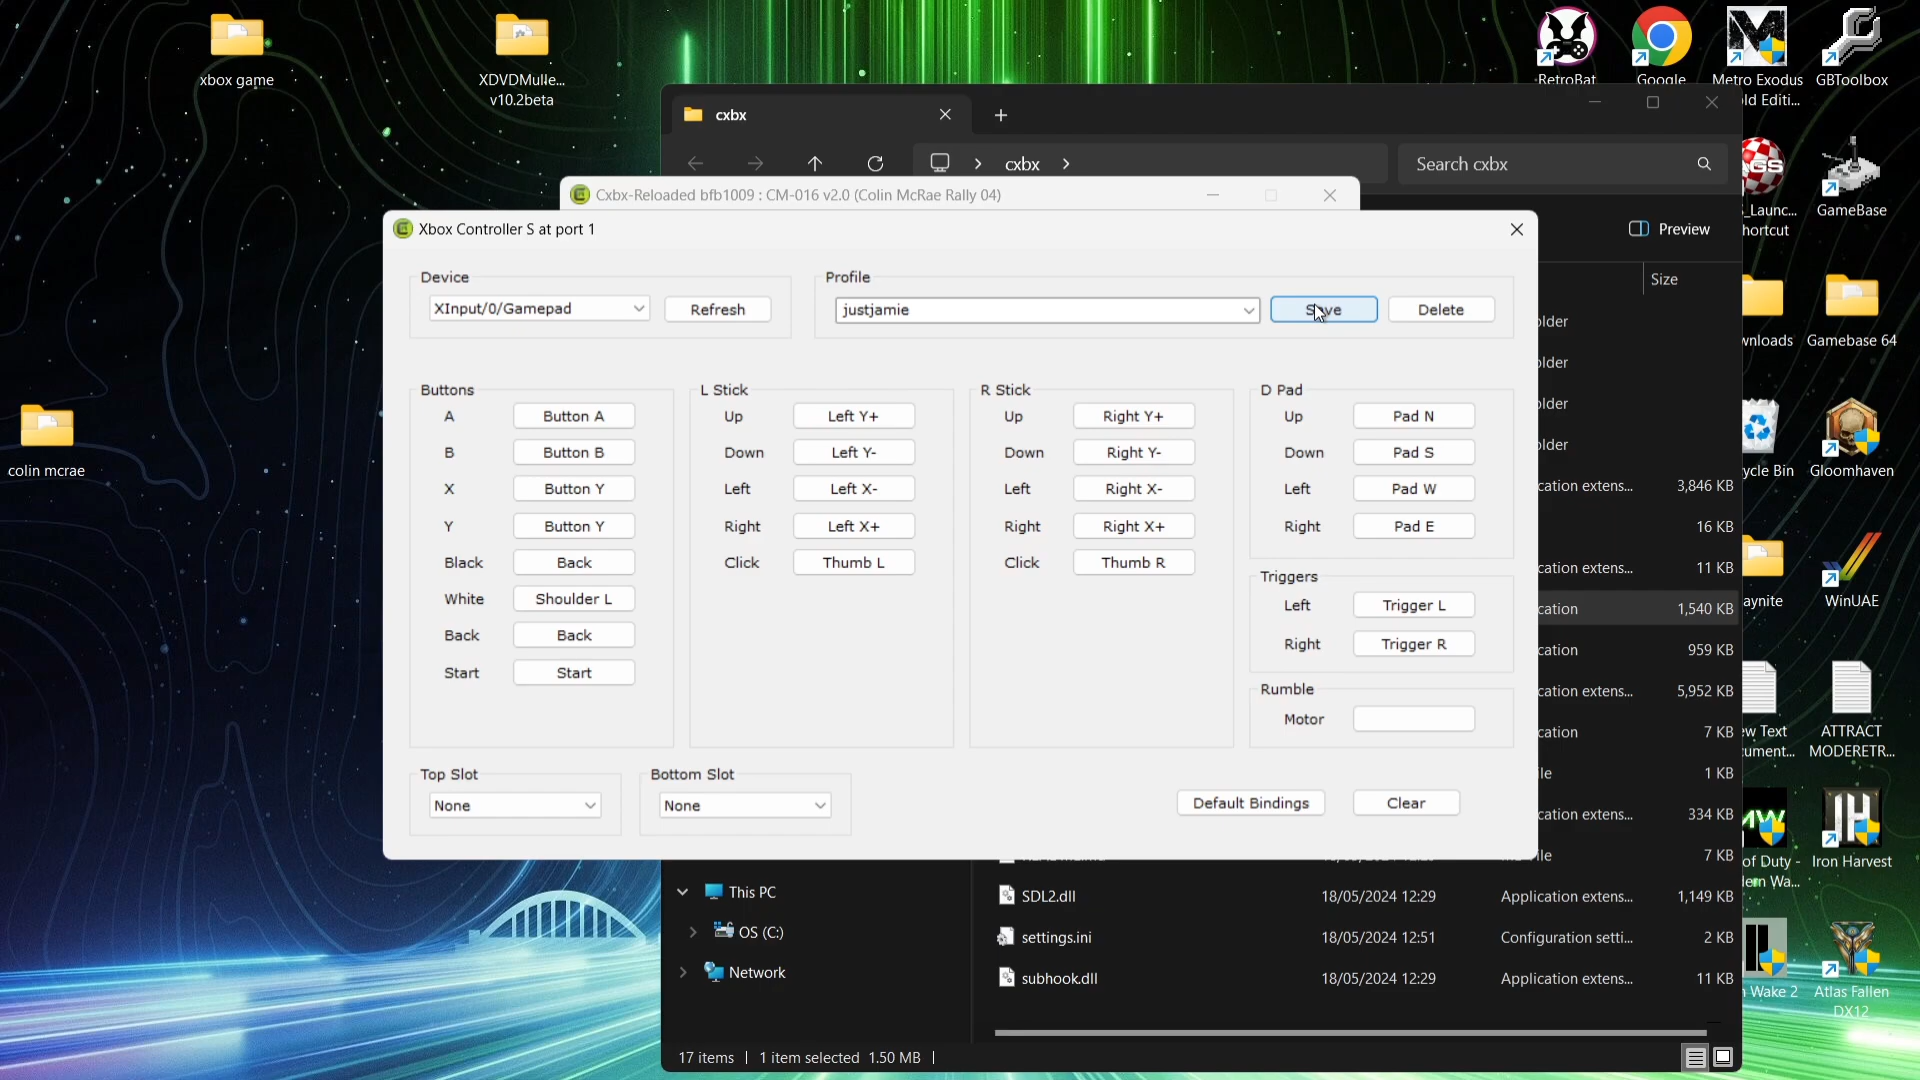 xbox game
XDVDMulle...
v10.2beta
RetroBat
Google
Metro Exodus
ld Editi...
GBToolbox
colin mcrae
cxbx
cxbx
Search cxbx
Cxbx-Reloaded bfb1009 : CM-016 v2.0 (Colin McRae Rally 04)
Xbox Controller S at port 1
Preview
Size
Device
XInput/0/Gamepad
Refresh
Profile
justjamie
Save
Delete
Buttons
A Button A
B Button B
X Button Y
Y Button Y
Black Back
White Shoulder L
Back Back
Start Start
L Stick
Up Left Y+
Down Left Y-
Left Left X-
Right Left X+
Click Thumb L
R Stick
Up Right Y+
Down Right Y-
Left Right X-
Right Right X+
Click Thumb R
D Pad
Up Pad N
Down Pad S
Left Pad W
Right Pad E
Triggers
Left Trigger L
Right Trigger R
Rumble
Motor
Top Slot
None
Bottom Slot
None
Default Bindings
Clear
older
older
older
older
cation extens... 3,846 KB
16 KB
cation extens... 11 KB
cation 1,540 KB
cation 959 KB
cation extens... 5,952 KB
cation 7 KB
ile 1 KB
cation extens... 334 KB
ile 7 KB
SDL2.dll 18/05/2024 12:29 Application extens... 1,149 KB
settings.ini 18/05/2024 12:51 Configuration setti... 2 KB
subhook.dll 18/05/2024 12:29 Application extens... 11 KB
This PC
OS (C:)
Network
17 items | 1 item selected 1.50 MB |
GS
_Launc...
hortcut
GameBase
wnloads
Gamebase 64
ycle Bin
Gloomhaven
aynite
WinUAE
ew Text
cument...
ATTRACT
MODERETR...
MW
of Duty -
ern Wa...
IH
Iron Harvest
n Wake 2
Atlas Fallen
DX12